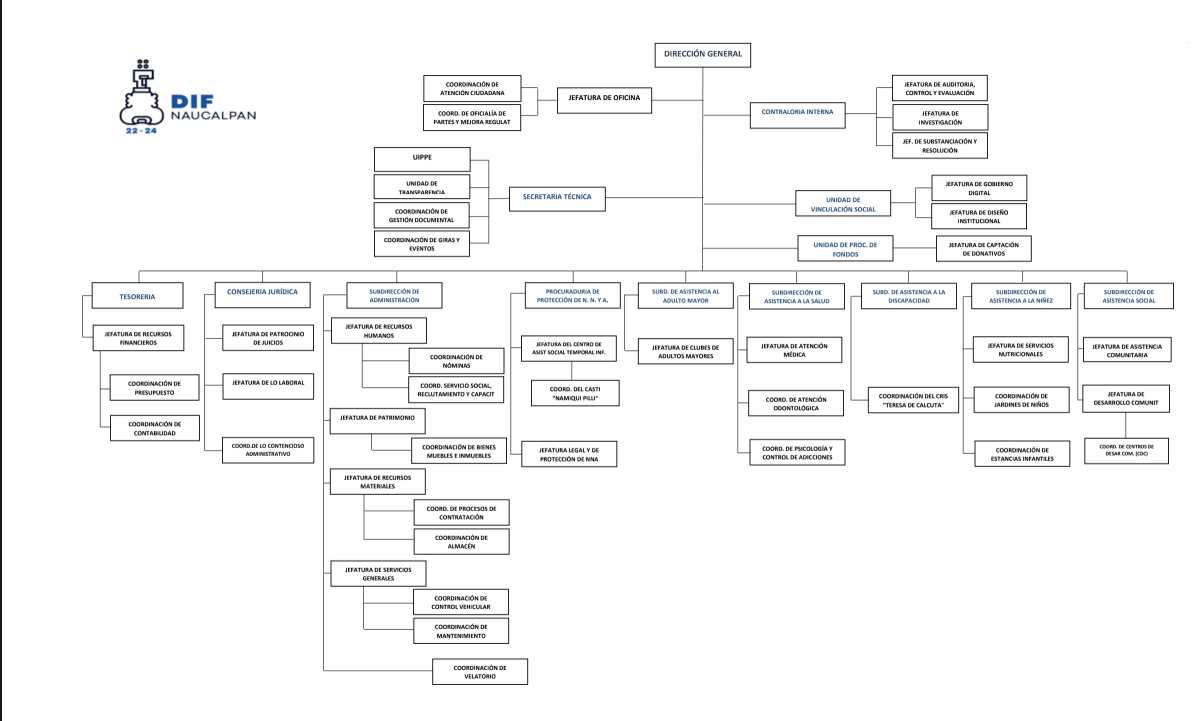 DIRECCIÓN GENERAL
DIF
NAUCALPAN
22 - 24
COORDINACIÓN DE
ATENCIÓN CIUDADANA
COORD. DE OFICIALÍA DE
PARTES Y MEJORA REGULAT
JEFATURA DE OFICINA
CONTRALORIA INTERNA
JEFATURA DE AUDITORIA,
CONTROL Y EVALUACIÓN
JEFATURA DE
INVESTIGACIÓN
JEF. DE SUBSTANCIACIÓN Y
RESOLUCIÓN
UIPPE
UNIDAD DE
TRANSPARENCIA
COORDINACIÓN DE
GESTIÓN DOCUMENTAL
COORDINACIÓN DE GIRAS Y
EVENTOS
SECRETARIA TÉCNICA
UNIDAD DE
VINCULACIÓN SOCIAL
JEFATURA DE GOBIERNO
DIGITAL
JEFATURA DE DISEÑO
INSTITUCIONAL
UNIDAD DE PROC. DE
FONDOS
JEFATURA DE CAPTACIÓN
DE DONATIVOS
TESORERIA
JEFATURA DE RECURSOS
FINANCIEROS
COORDINACIÓN DE
PRESUPUESTO
COORDINACIÓN DE
CONTABILIDAD
CONSEJERIA JURÍDICA
JEFATURA DE PATROCINIO
DE JUICIOS
JEFATURA DE LO LABORAL
COORD.DE LO CONTENCIOSO
ADMINISTRATIVO
SUBDIRECCIÓN DE
ADMINISTRACIÓN
JEFATURA DE RECURSOS
HUMANOS
COORDINACIÓN DE
NÓMINAS
COORD. SERVICIO SOCIAL,
RECLUTAMIENTO Y CAPACIT
JEFATURA DE PATRIMONIO
COORDINACIÓN DE BIENES
MUEBLES E INMUEBLES
JEFATURA DE RECURSOS
MATERIALES
COORD. DE PROCESOS DE
CONTRATACIÓN
COORDINACIÓN DE
ALMACÉN
JEFATURA DE SERVICIOS
GENERALES
COORDINACIÓN DE
CONTROL VEHICULAR
COORDINACIÓN DE
MANTENIMIENTO
COORDINACIÓN DE
VELATORIO
PROCURADURIA DE
PROTECCIÓN DE N. N. Y A.
JEFATURA DEL CENTRO DE
ASIST SOCIAL TEMPORAL INF.
COORD. DEL CASTI
"NAMIQUI PILLI"
JEFATURA LEGAL Y DE
PROTECCIÓN DE NNA
SUBD. DE ASISTENCIA AL
ADULTO MAYOR
JEFATURA DE CLUBES DE
ADULTOS MAYORES
SUBDIRECCIÓN DE
ASISTENCIA A LA SALUD
JEFATURA DE ATENCIÓN
MÉDICA
COORD. DE ATENCIÓN
ODONTOLÓGICA
COORD. DE PSICOLOGÍA Y
CONTROL DE ADICCIONES
SUBD. DE ASISTENCIA A LA
DISCAPACIDAD
COORDINACIÓN DEL CRIS
"TERESA DE CALCUTA"
SUBDIRECCIÓN DE
ASISTENCIA A LA NIÑEZ
JEFATURA DE SERVICIOS
NUTRICIONALES
COORDINACIÓN DE
JARDINES DE NIÑOS
COORDINACIÓN DE
ESTANCIAS INFANTILES
SUBDIRECCIÓN DE
ASISTENCIA SOCIAL
JEFATURA DE ASISTENCIA
COMUNITARIA
JEFATURA DE
DESARROLLO COMUNIT
COORD. DE CENTROS DE
DESAR COM. (CDC)